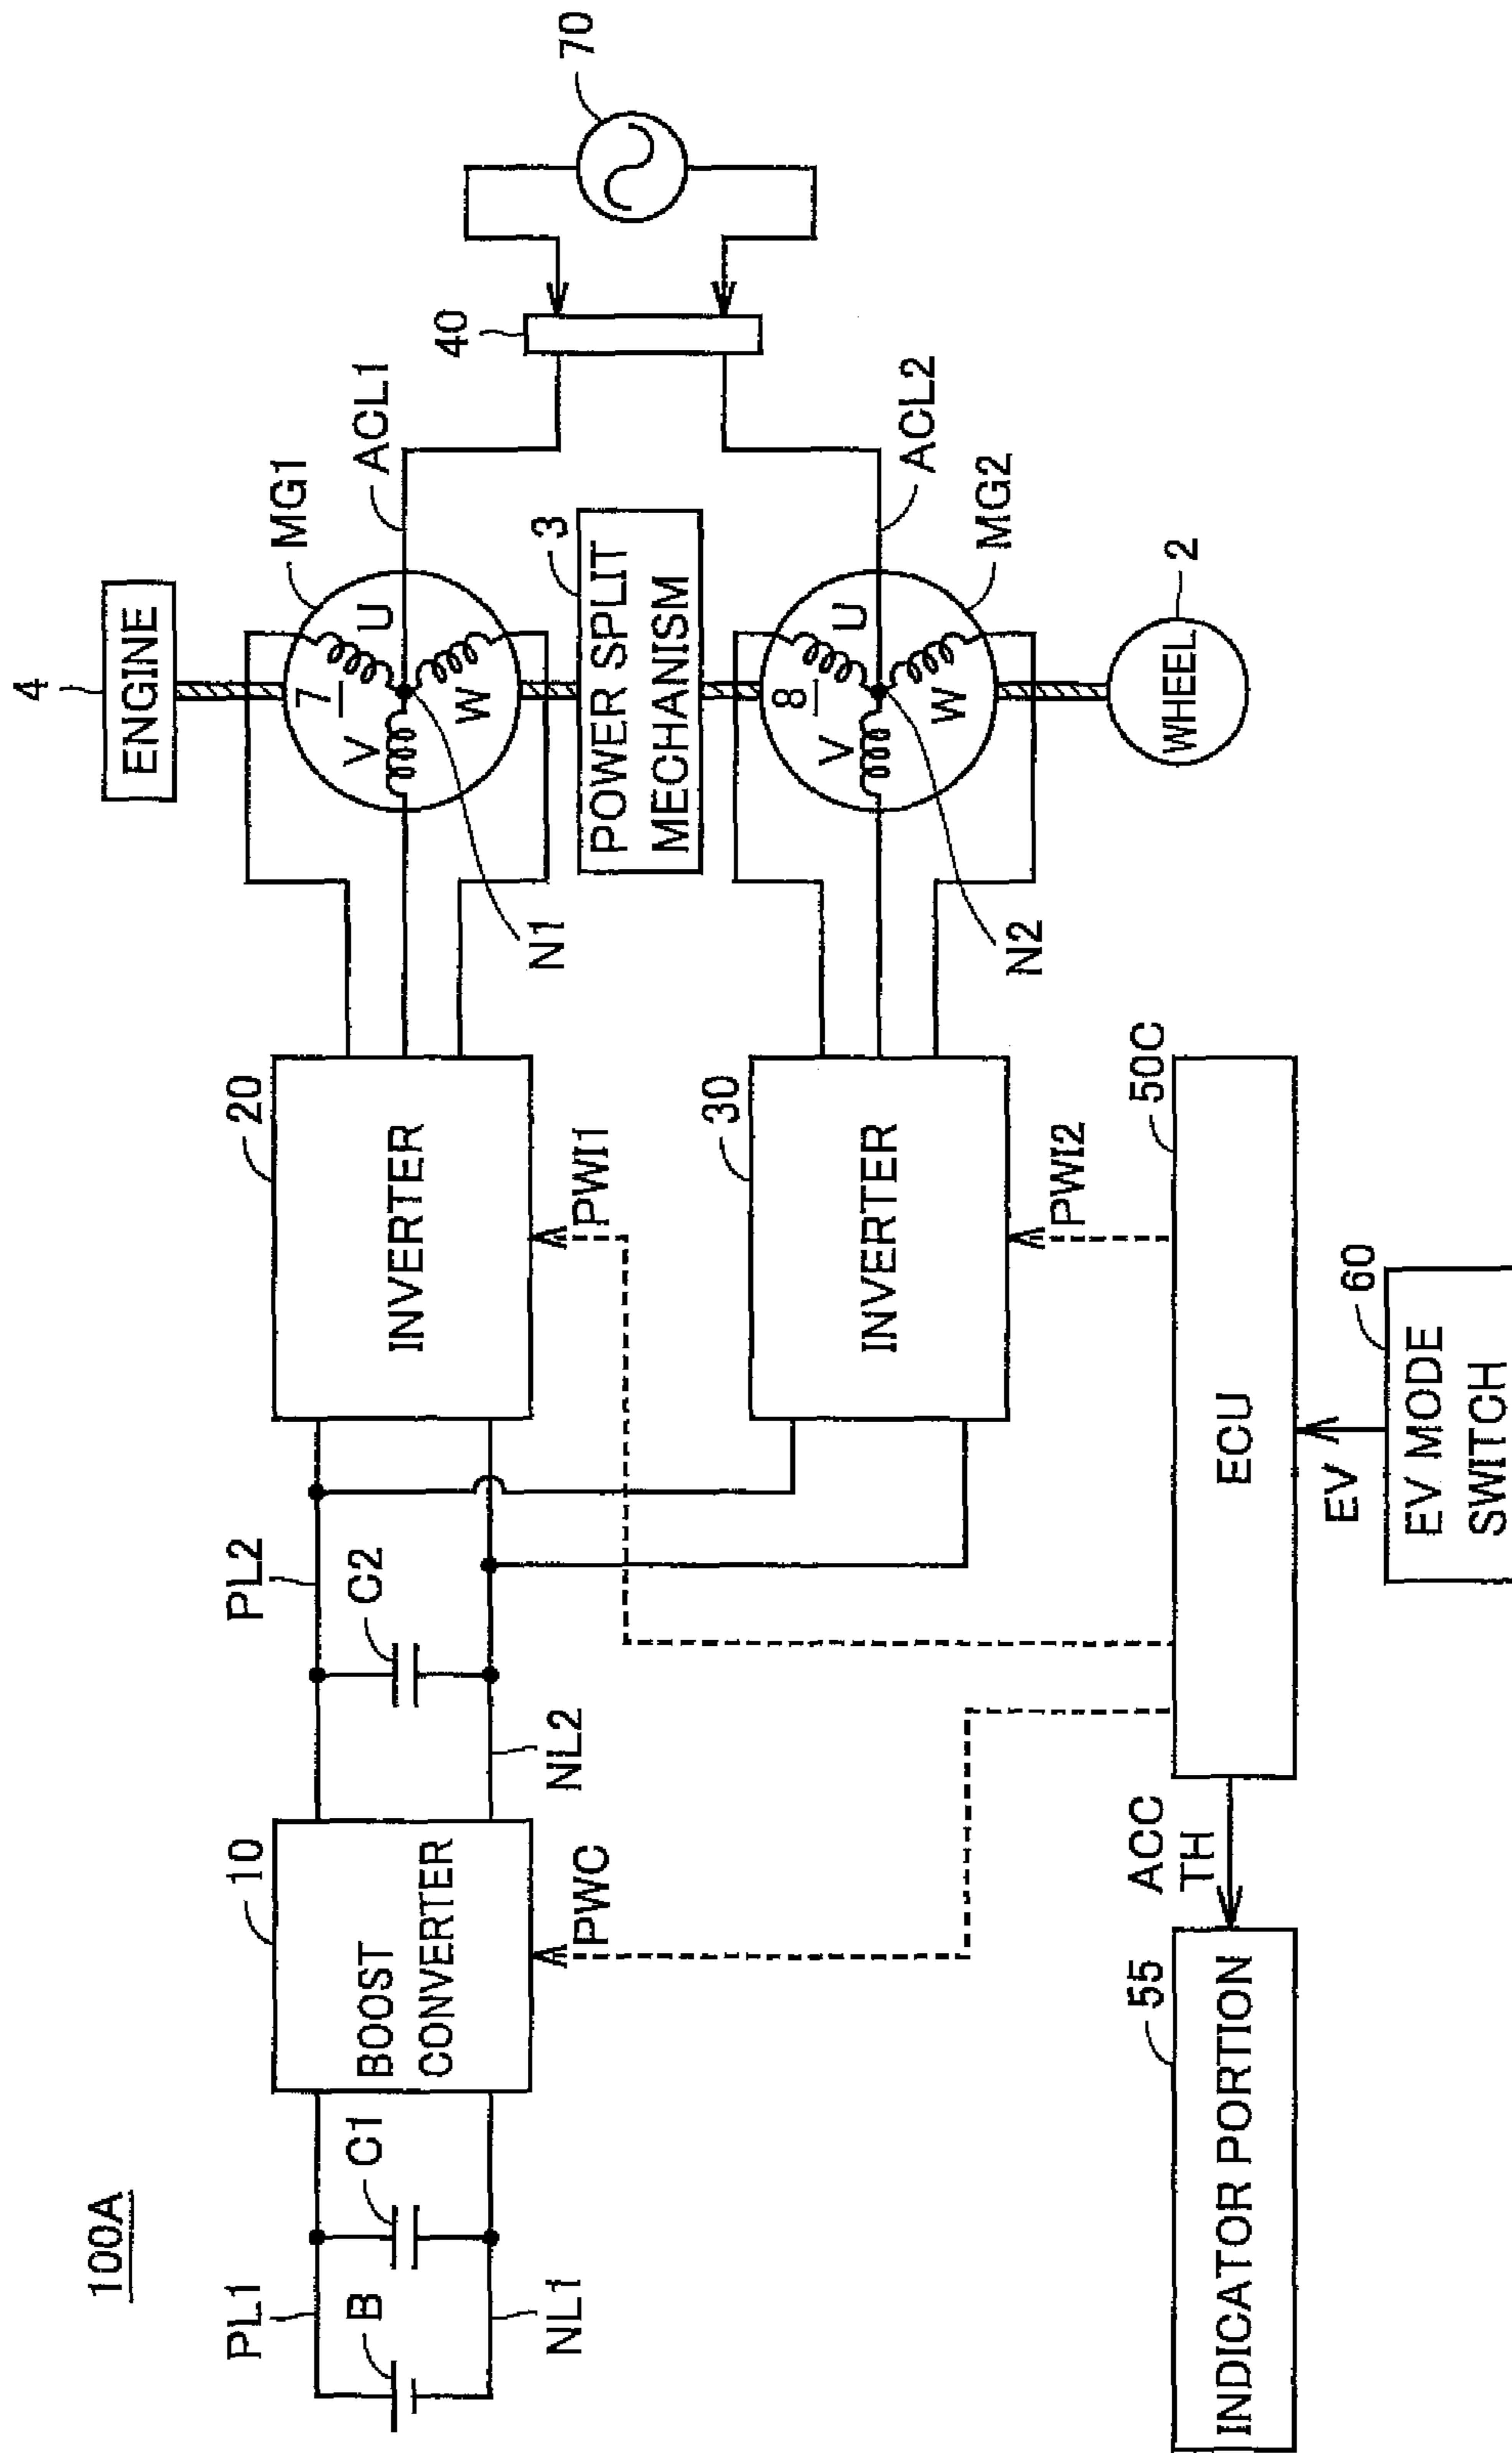 100A
PL1
B
NL1
C1
10
BOOST
CONVERTER
PWC
PL2
C2
NL2
20
INVERTER
PWI1
30
INVERTER
PWI2
4
ENGINE
MG1
7
U
V
W
N1
ACL1
3
POWER SPLIT
MECHANISM
8
U
V
W
N2
ACL2
MG2
2
WHEEL
40
70
55
INDICATOR PORTION
ACC
TH
50C
ECU
EV
60
EV MODE
SWITCH